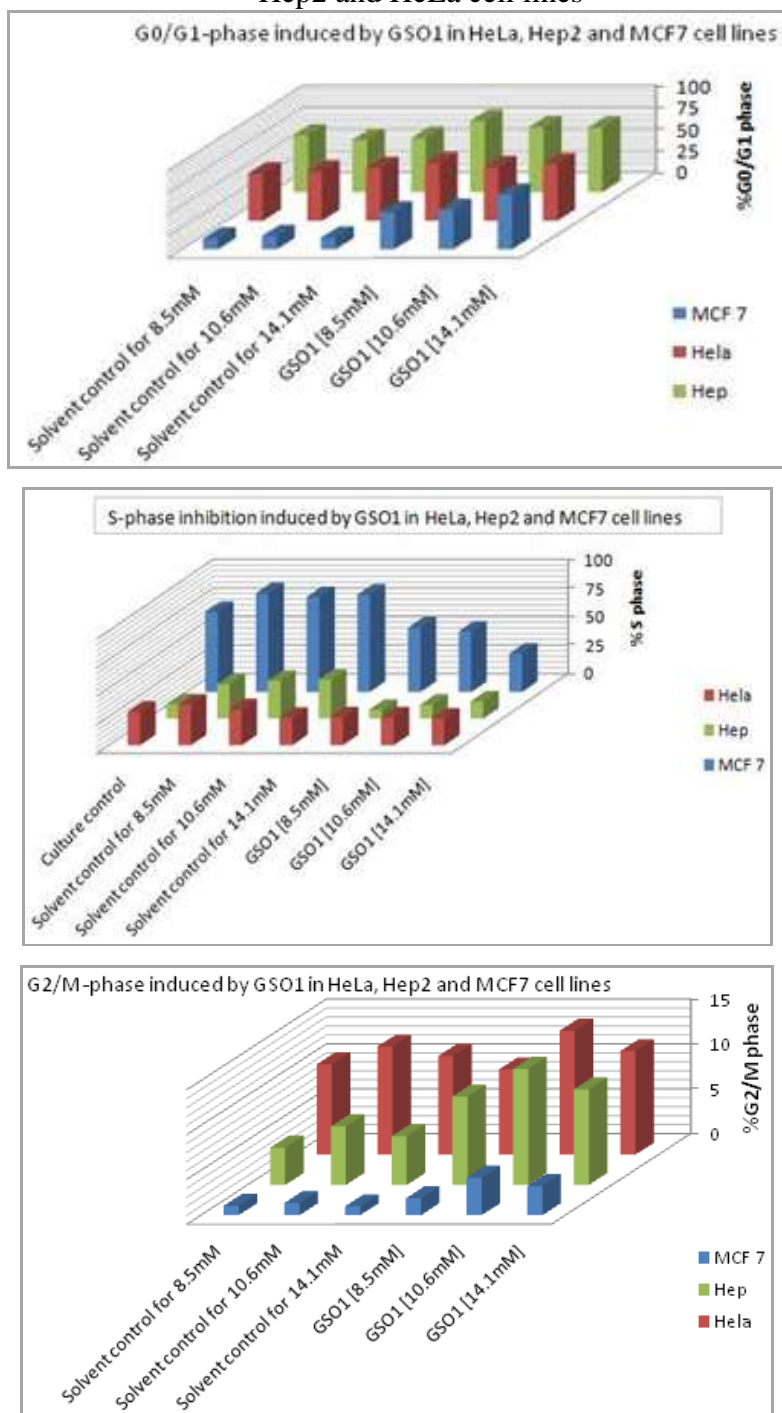 Hep2 and HeLa cell lines
G0/G1-phase induced by GSO1 in HeLa, Hep2 and MCF7 cell lines
100
75
50
25
0
%G0/G1 phase
Solvent control for 8.5mM
Solvent control for 10.6mM
Solvent control for 14.1mM
GSO1 [8.5mM]
GSO1 [10.6mM]
GSO1 [14.1mM]
MCF 7
Hela
Hep
S-phase inhibition induced by GSO1 in HeLa, Hep2 and MCF7 cell lines
100
75
50
25
0
% S phase
Culture control
Solvent control for 8.5mM
Solvent control for 10.6mM
Solvent control for 14.1mM
GSO1 [8.5mM]
GSO1 [10.6mM]
GSO1 [14.1mM]
Hela
Hep
MCF 7
G2/M-phase induced by GSO1 in HeLa, Hep2 and MCF7 cell lines
15
10
5
0
%G2/M phase
Solvent control for 8.5mM
Solvent control for 10.6mM
Solvent control for 14.1mM
GSO1 [8.5mM]
GSO1 [10.6mM]
GSO1 [14.1mM]
MCF 7
Hep
Hela